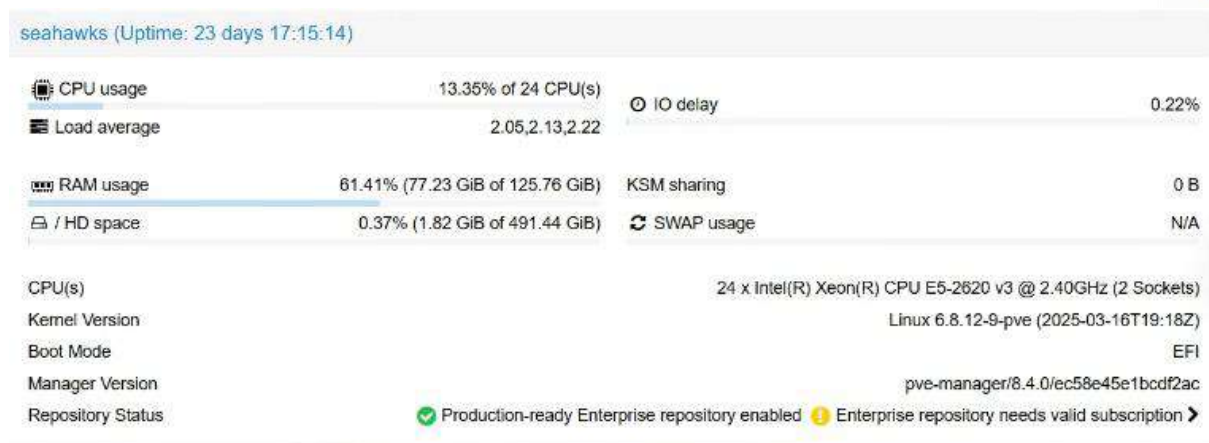 seahawks (Uptime: 23 days 17:15:14)
CPU usage 13.35% of 24 CPU(s)
IO delay 0.22%
Load average 2.05,2.13,2.22
RAM usage 61.41% (77.23 GiB of 125.76 GiB)
KSM sharing 0 B
/ HD space 0.37% (1.82 GiB of 491.44 GiB)
SWAP usage N/A
CPU(s) 24 x Intel(R) Xeon(R) CPU E5-2620 v3 @ 2.40GHz (2 Sockets)
Kernel Version Linux 6.8.12-9-pve (2025-03-16T19:18Z)
Boot Mode EFI
Manager Version pve-manager/8.4.0/ec58e45e1bcdf2ac
Repository Status Production-ready Enterprise repository enabled Enterprise repository needs valid subscription